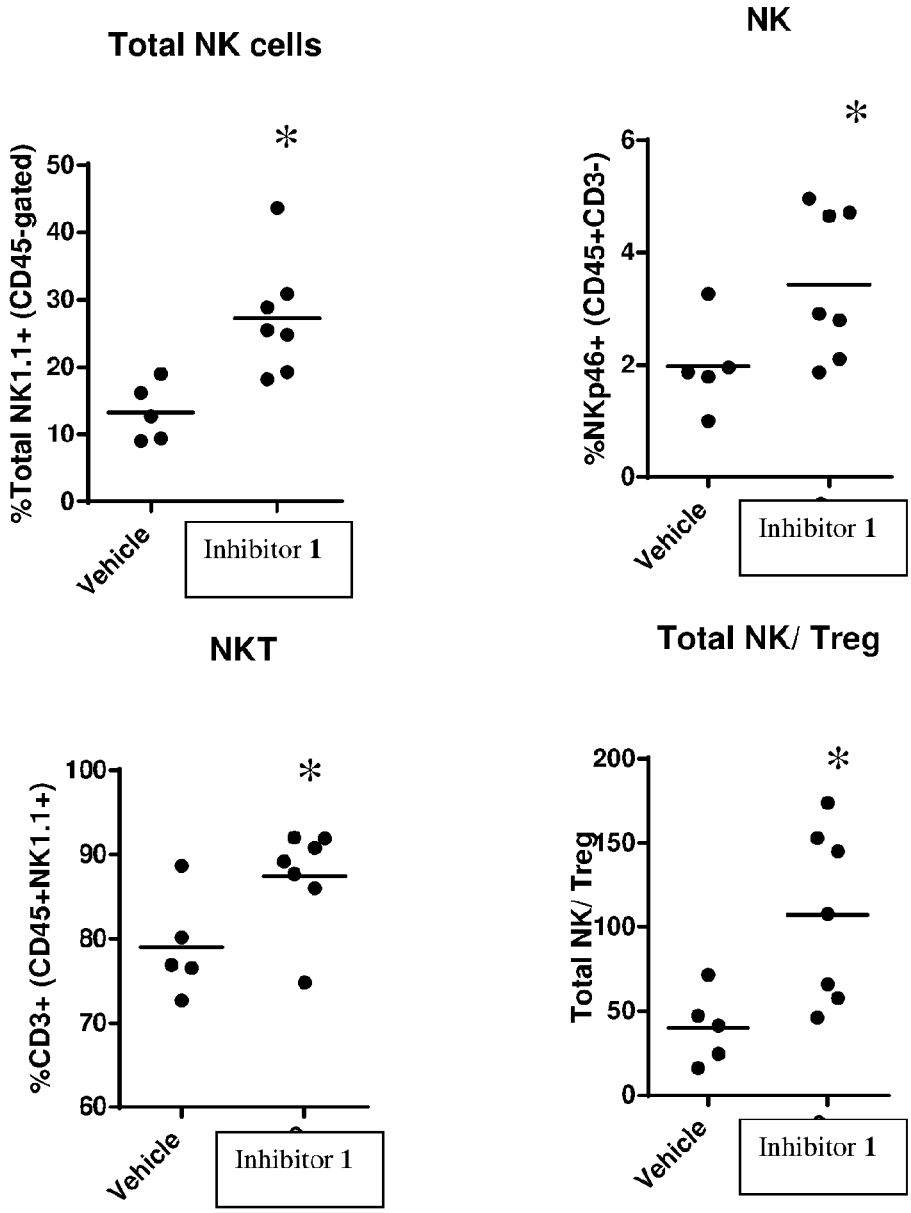 Total NK cells
*
%Total NK1.1+ (CD45-gated)
50
40
30
20
10
0
Vehicle
Inhibitor 1
NK
*
%NKp46+ (CD45+CD3-)
6
4
2
0
Vehicle
Inhibitor 1
NKT
*
%CD3+ (CD45+NK1.1+)
100
90
80
70
60
Vehicle
Inhibitor 1
Total NK/ Treg
*
Total NK/ Treg
200
150
100
50
0
Vehicle
Inhibitor 1